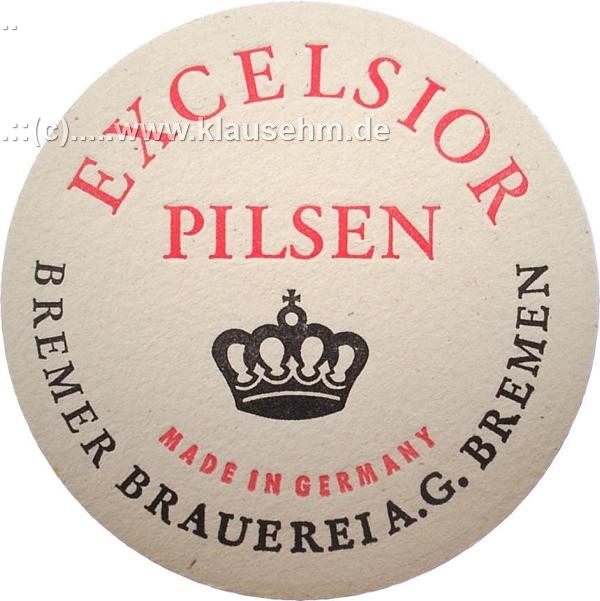 ..
.::(c).....www.klausehm.de
EXCELSIOR
PILSEN
MADE IN GERMANY
BREMER BRAUEREI A.G. BREMEN